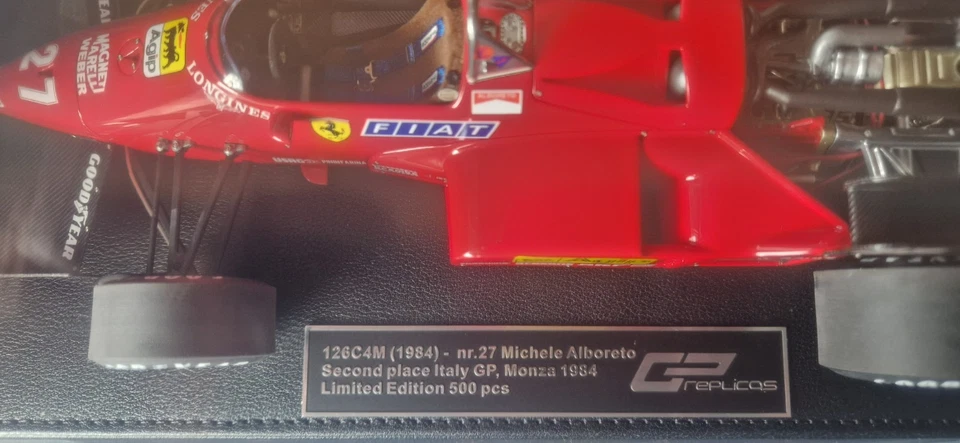 27
MAGNETI
MARELLI
WEBER
Agip
LONGINES
FIAT
GOODYEAR
126C4M (1984) - nr.27 Michele Alboreto
Second place Italy GP, Monza 1984
Limited Edition 500 pcs
GP replicas